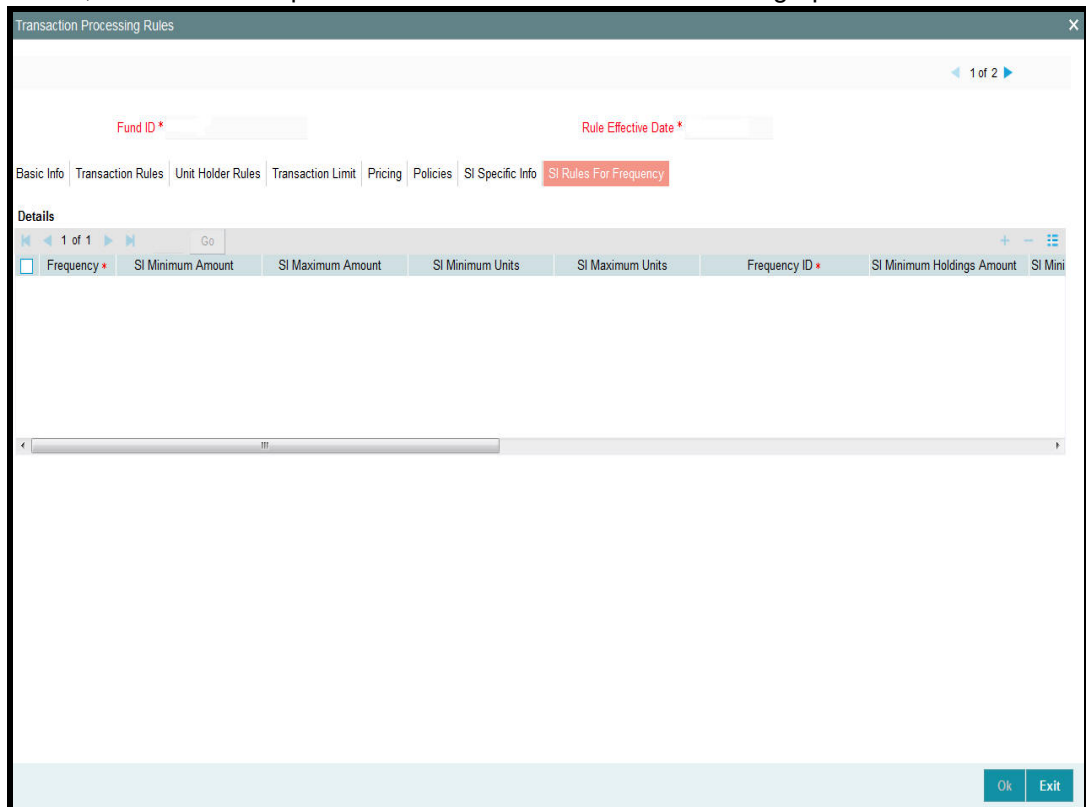 Transaction Processing Rules X
1 of 2
Fund ID * Rule Effective Date *
Basic Info Transaction Rules Unit Holder Rules Transaction Limit Pricing Policies SI Specific Info SI Rules For Frequency
Details
1 of 1 Go
Frequency * SI Minimum Amount SI Maximum Amount SI Minimum Units SI Maximum Units Frequency ID * SI Minimum Holdings Amount SI Mini
Ok Exit